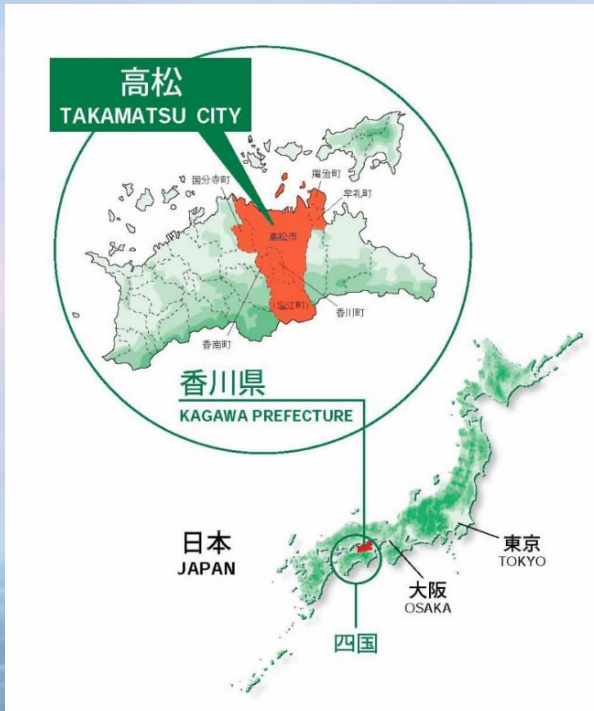 高松
TAKAMATSU CITY
国分寺町
庵治町
牟礼町
高松市
(塩江町)
香川町
香南町
香川県
KAGAWA PREFECTURE
日本
JAPAN
東京
TOKYO
大阪
OSAKA
四国